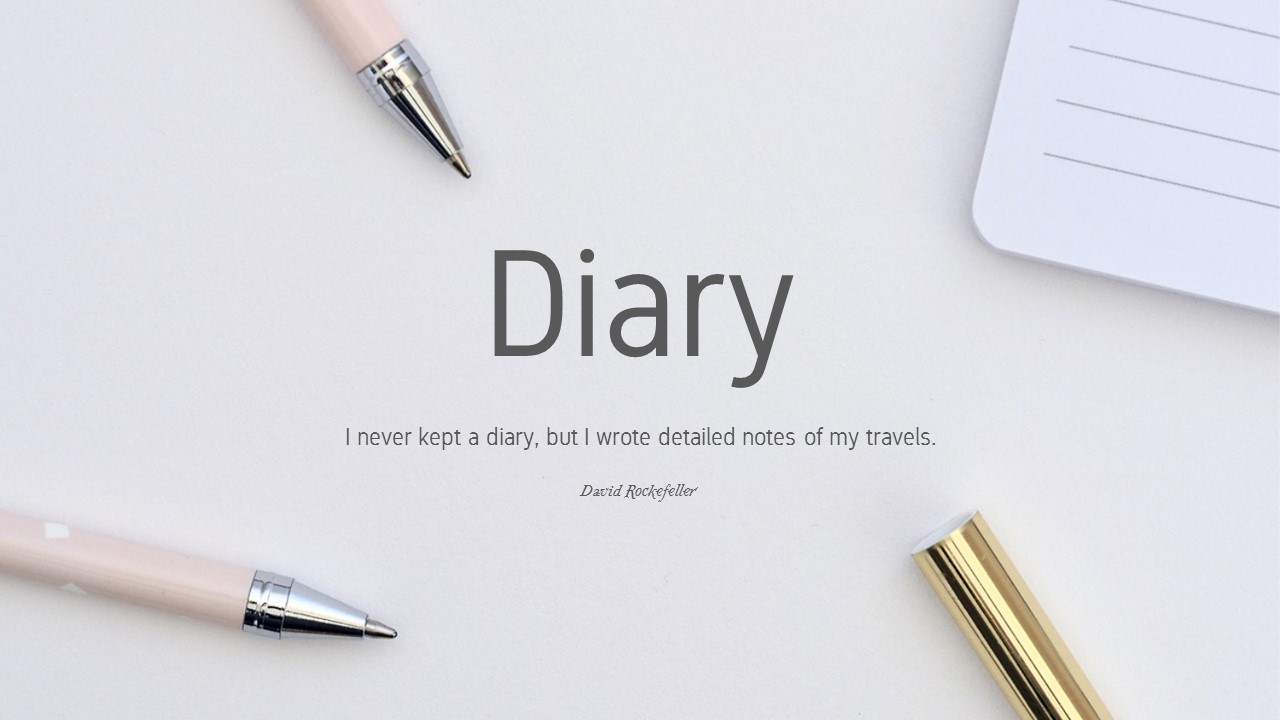 Diary
I never kept a diary, but I wrote detailed notes of my travels.
David Rockefeller